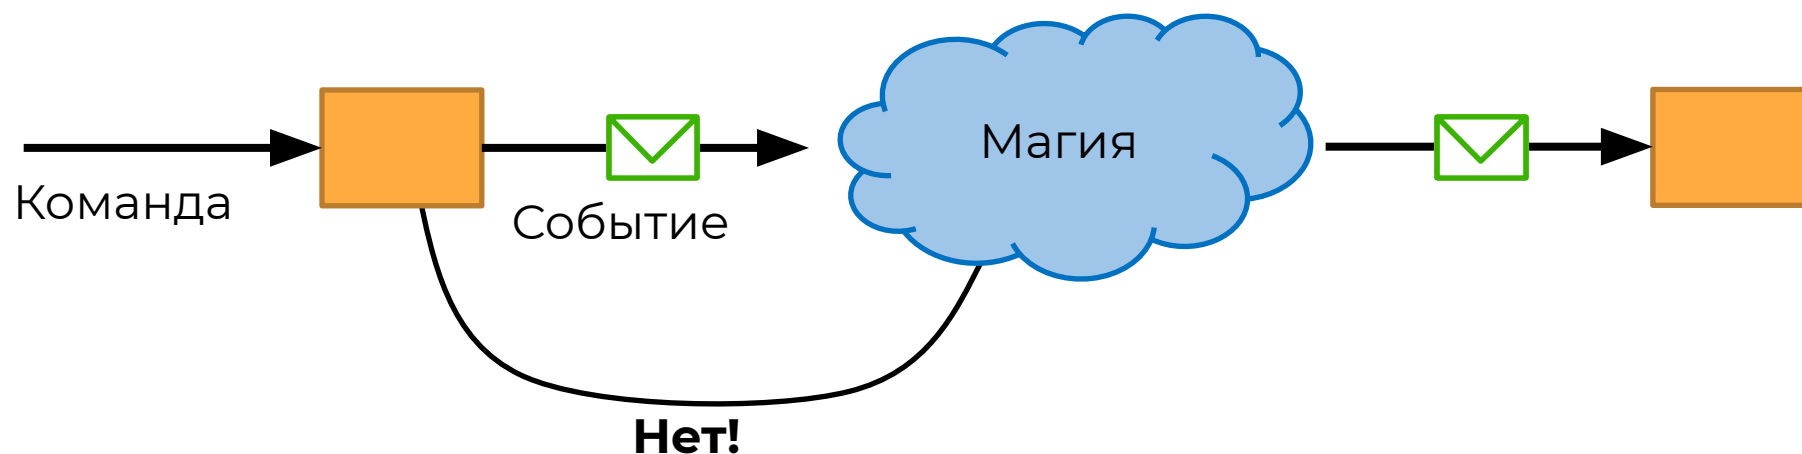 Магия
Команда
Событие
Нет!